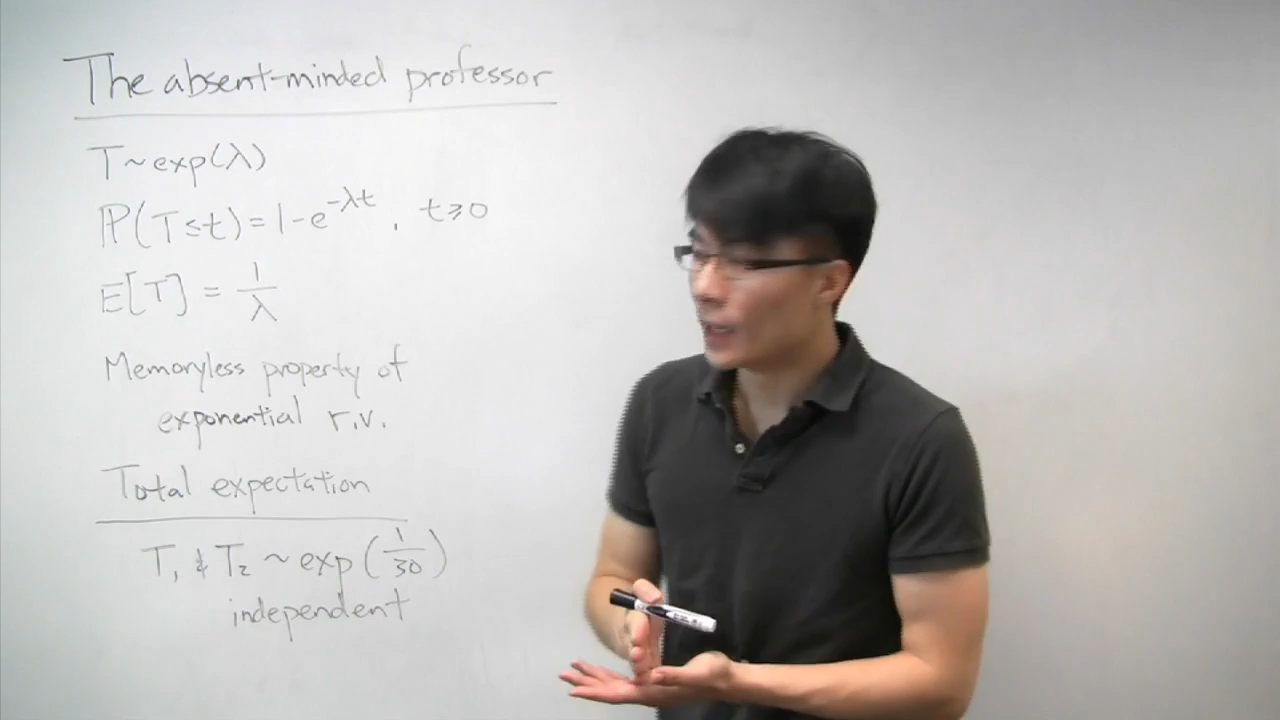 The absent-minded professor
T~exp(λ)
ℙ(T≤t)=1-e^{-λt}, t≥0
E[T] = 1/λ
Memoryless property of
exponential r.v.
Total expectation
T₁ & T₂ ~ exp(1/30)
independent